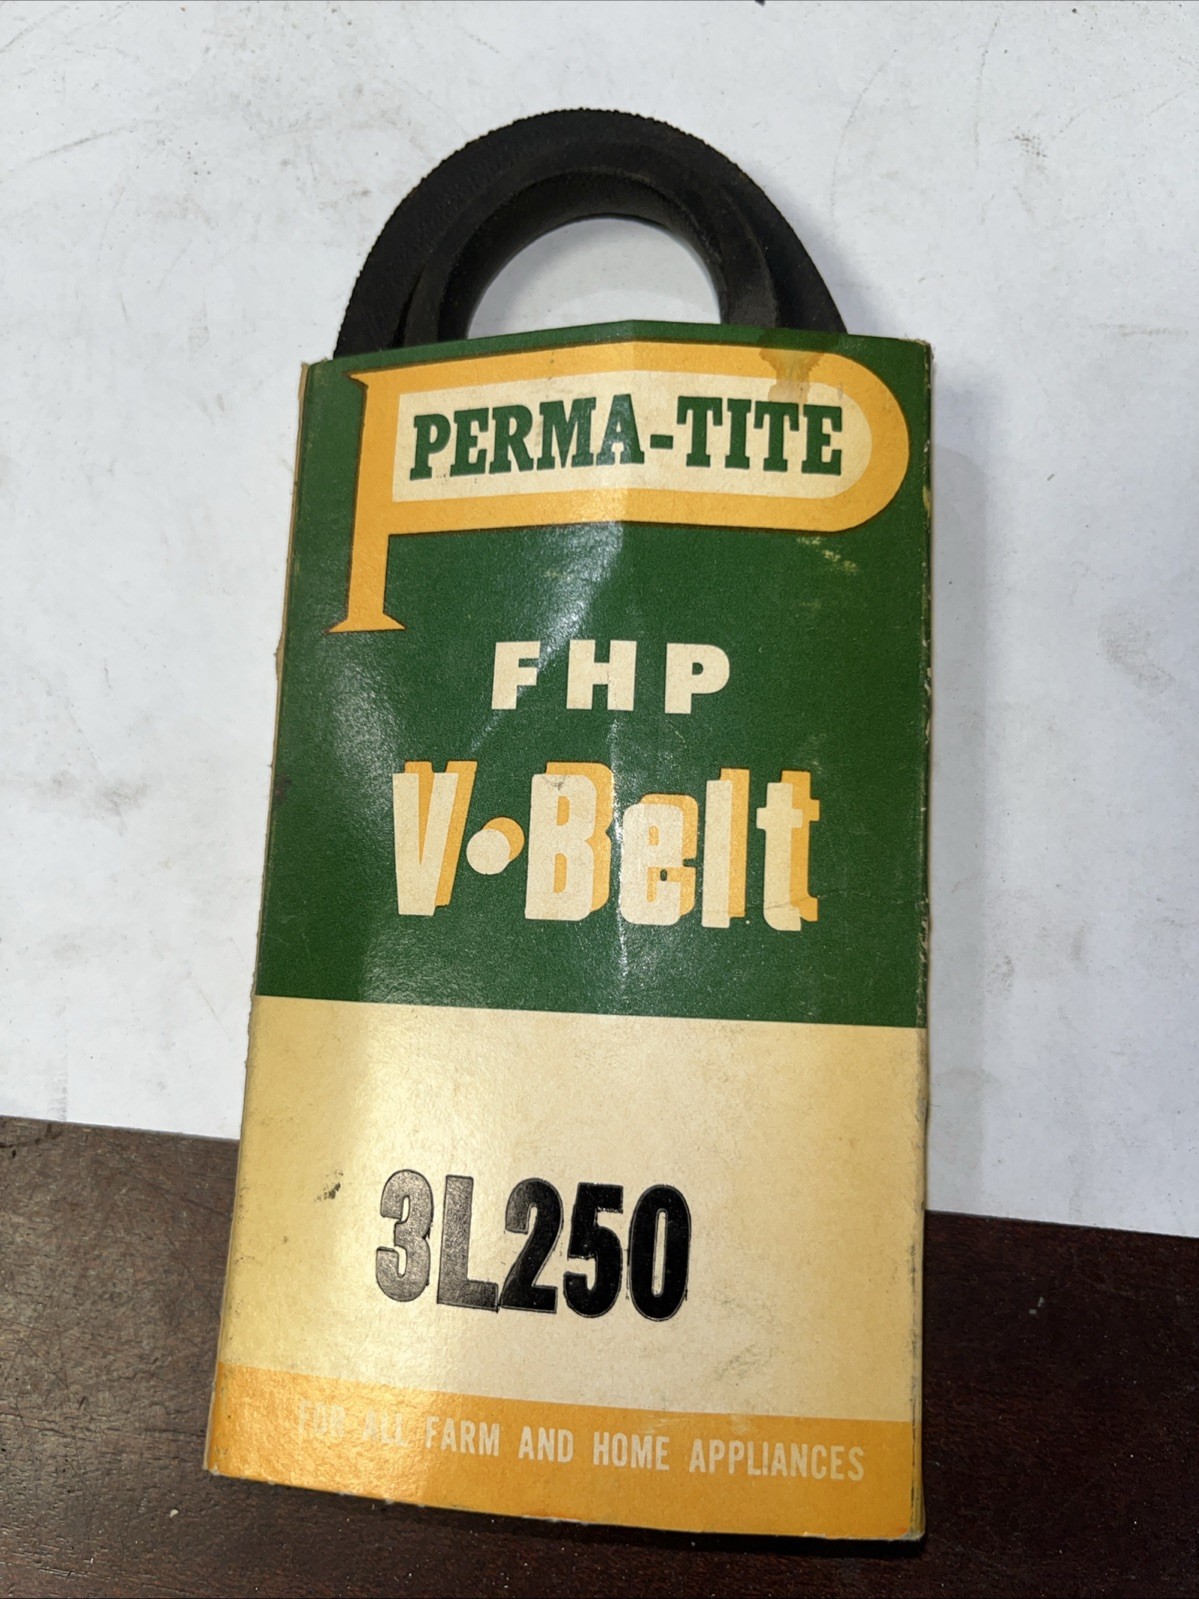 PERMA-TITE
FHP
V•Belt
3L250
FOR ALL FARM AND HOME APPLIANCES